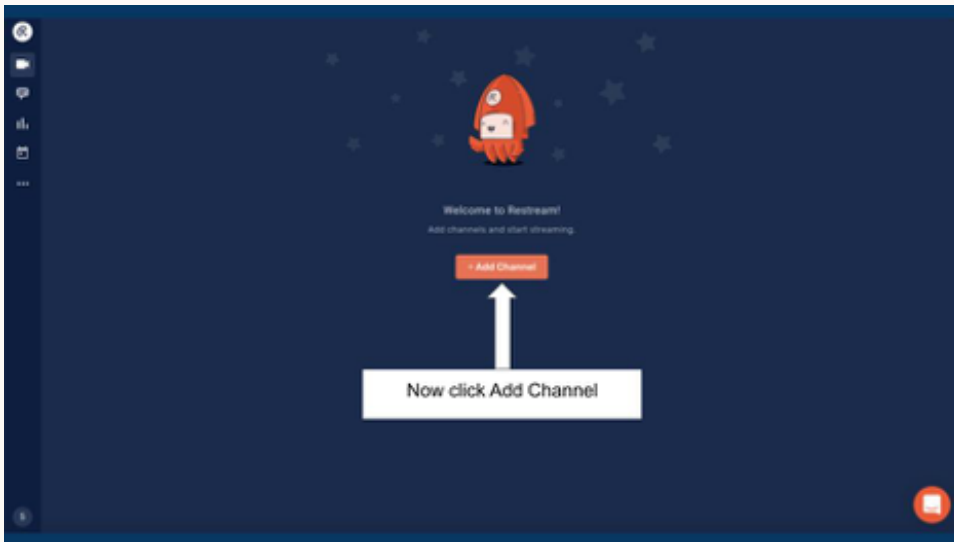 Welcome to Restream!
Add channels and start streaming.
+ Add Channel
Now click Add Channel
S